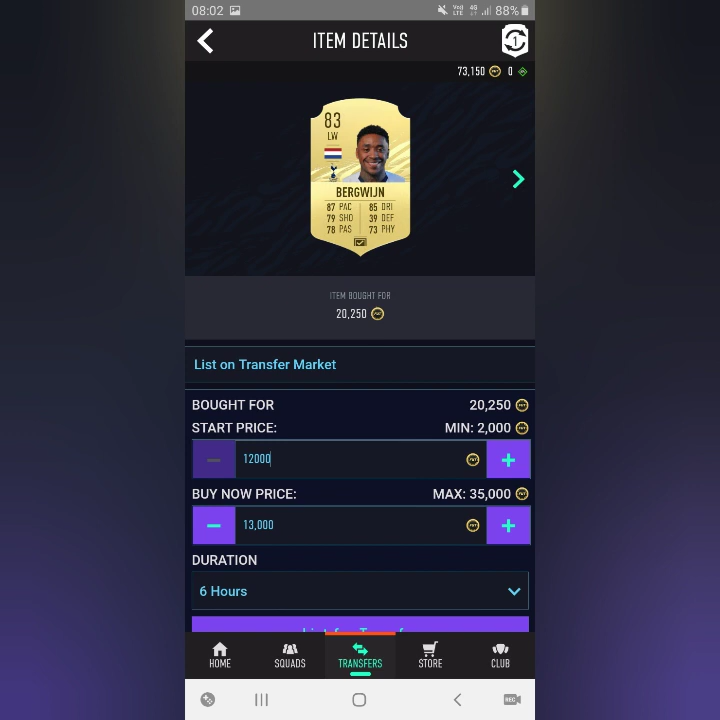 08:02 88%
ITEM DETAILS
1
73,150 0
83
LW
BERGWIJN
87 PAC 85 DRI
79 SHO 39 DEF
78 PAS 73 PHY
ITEM BOUGHT FOR
20,250
List on Transfer Market
BOUGHT FOR 20,250
START PRICE: MIN: 2,000
12000
BUY NOW PRICE: MAX: 35,000
13,000
DURATION
6 Hours
HOME SQUADS TRANSFERS STORE CLUB
REC